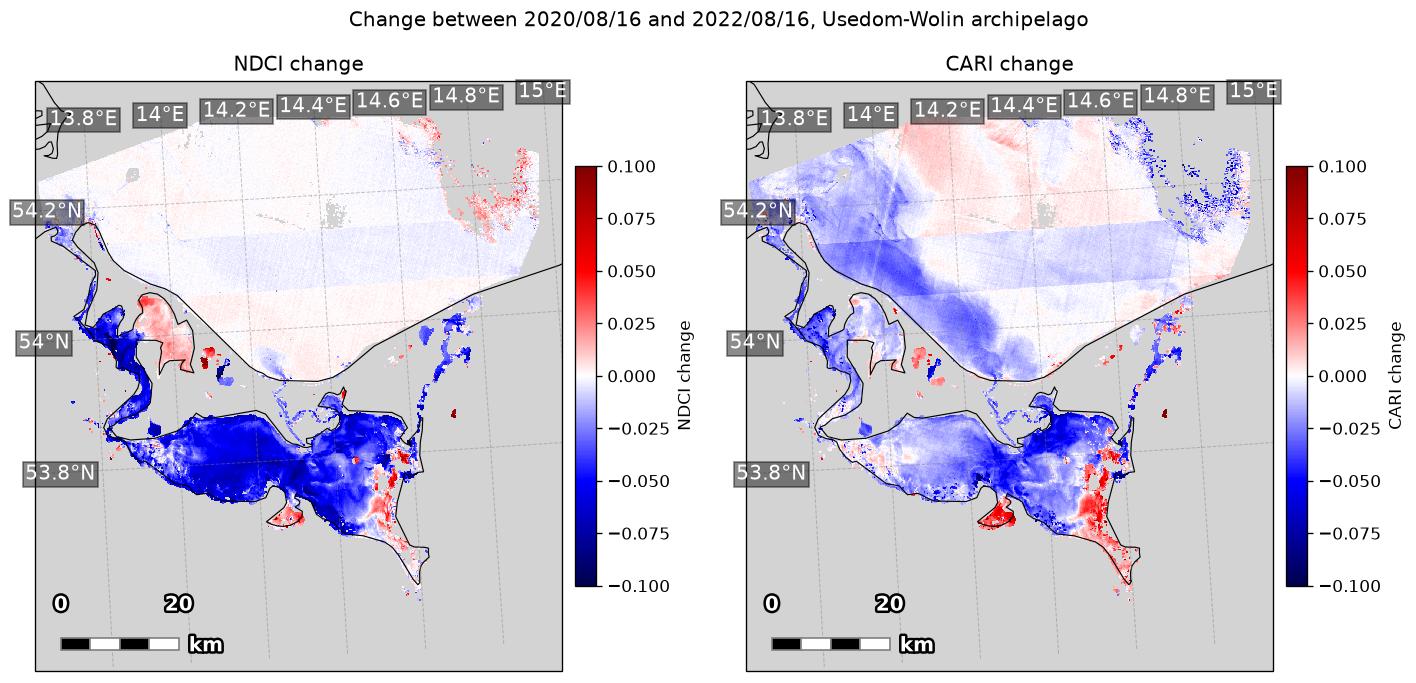 Change between 2020/08/16 and 2022/08/16, Usedom-Wolin archipelago
NDCI change
13.8°E 14°E 14.2°E 14.4°E 14.6°E 14.8°E 15°E
54.2°N
54°N
53.8°N
0 20
km
0.100
0.075
0.050
0.025
0.000
−0.025
−0.050
−0.075
−0.100
NDCI change
CARI change
13.8°E 14°E 14.2°E 14.4°E 14.6°E 14.8°E 15°E
54.2°N
54°N
53.8°N
0 20
km
0.100
0.075
0.050
0.025
0.000
−0.025
−0.050
−0.075
−0.100
CARI change